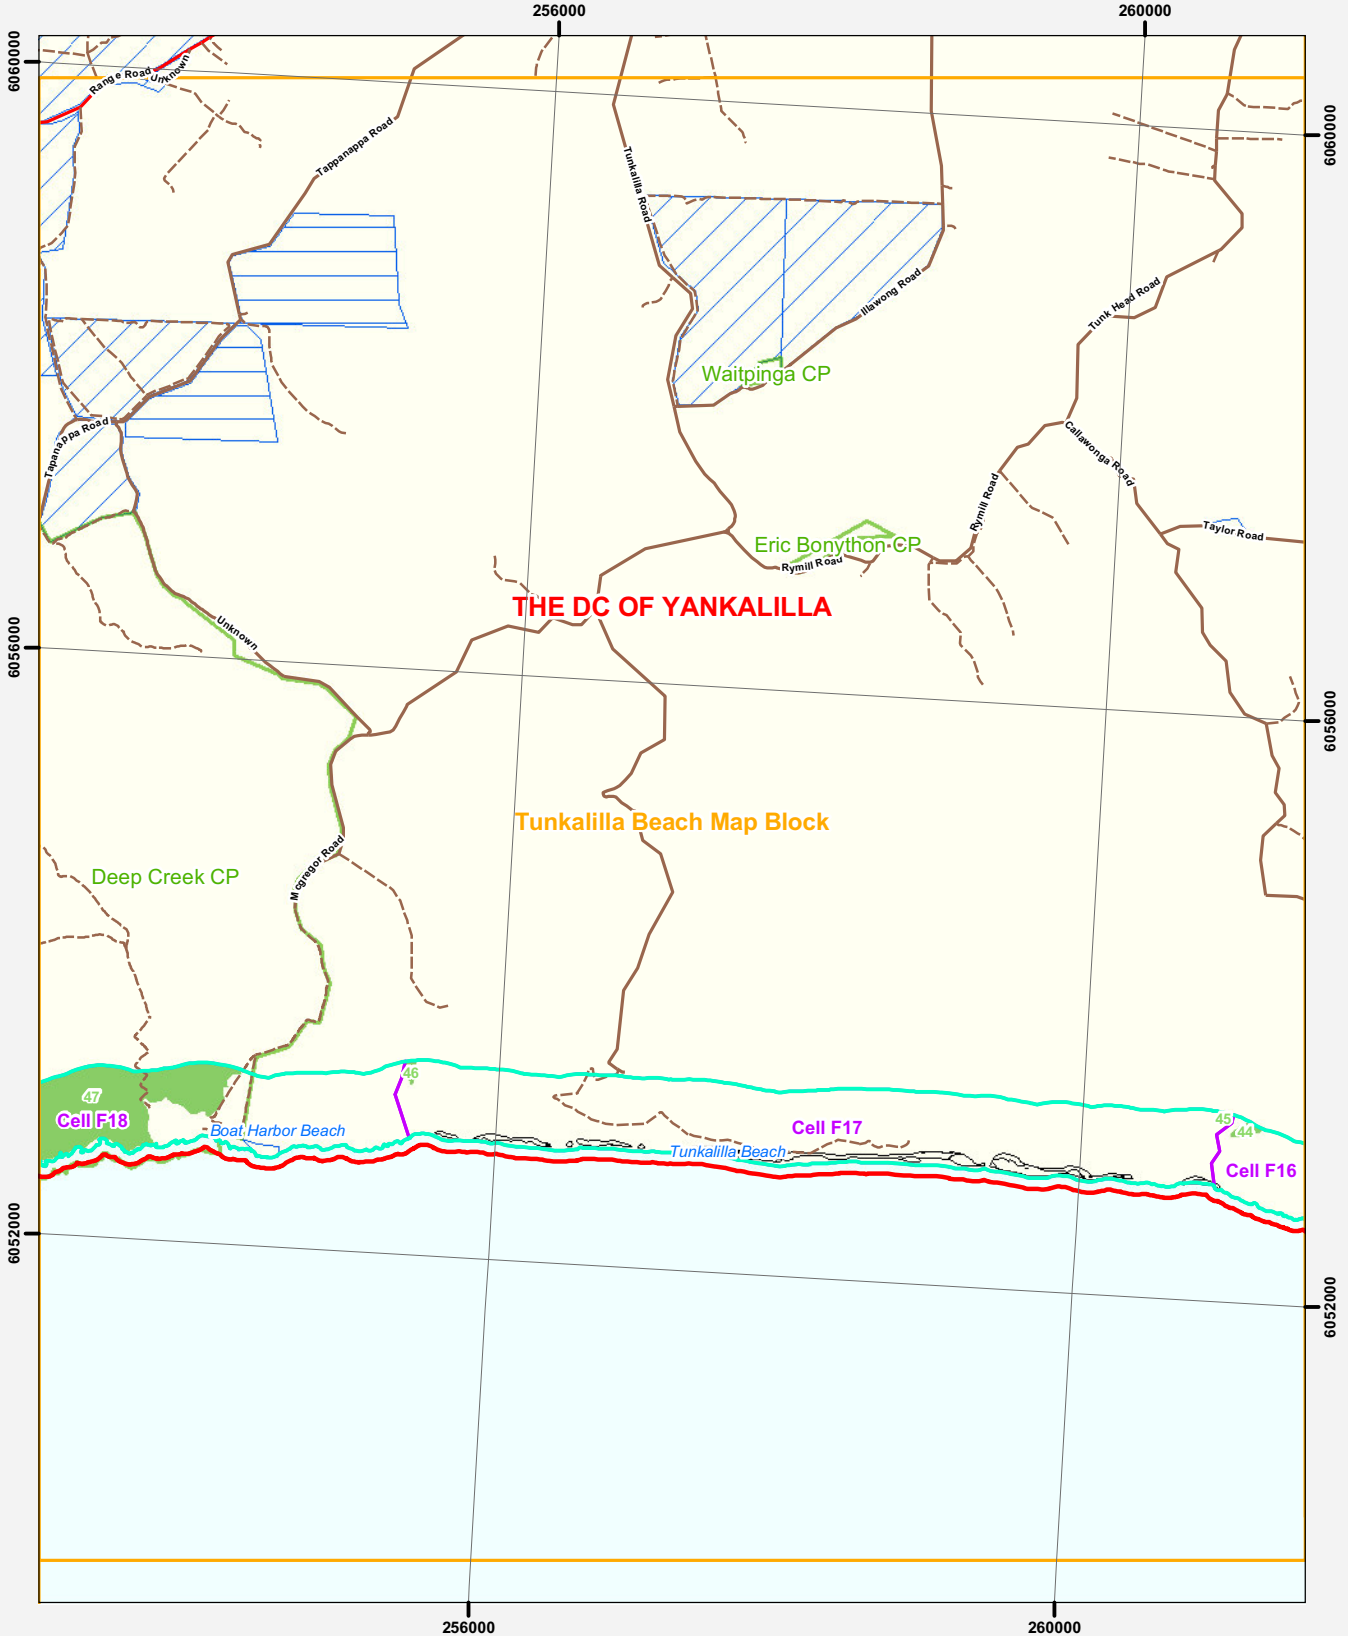 256000
260000
6060000
6060000
Range Road
Unknown
Tappanappa Road
Tunkalilla Road
Illawong Road
Tunk Head Road
Waitpinga CP
Tapanappa Road
Callawonga Road
Rymill Road
Taylor Road
Eric Bonython CP
Rymill Road
THE DC OF YANKALILLA
Unknown
6056000
6056000
Tunkalilla Beach Map Block
Mcgregor Road
Deep Creek CP
46
47
Cell F18
Boat Harbor Beach
Cell F17
45
44
Tunkalilla Beach
Cell F16
6052000
6052000
256000
260000